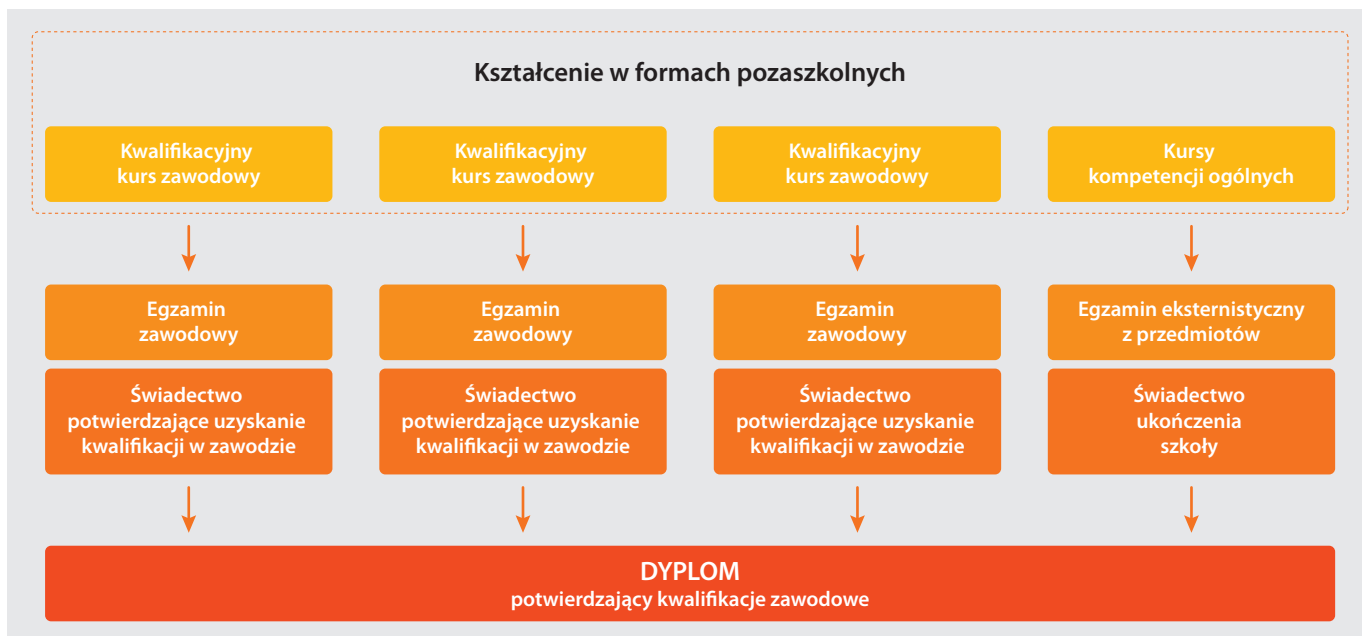 Kształcenie w formach pozaszkolnych
Kwalifikacyjny
kurs zawodowy
Kwalifikacyjny
kurs zawodowy
Kwalifikacyjny
kurs zawodowy
Kursy
kompetencji ogólnych
Egzamin
zawodowy
Egzamin
zawodowy
Egzamin
zawodowy
Egzamin eksternistyczny
z przedmiotów
Świadectwo
potwierdzające uzyskanie
kwalifikacji w zawodzie
Świadectwo
potwierdzające uzyskanie
kwalifikacji w zawodzie
Świadectwo
potwierdzające uzyskanie
kwalifikacji w zawodzie
Świadectwo
ukończenia
szkoły
DYPLOM
potwierdzający kwalifikacje zawodowe